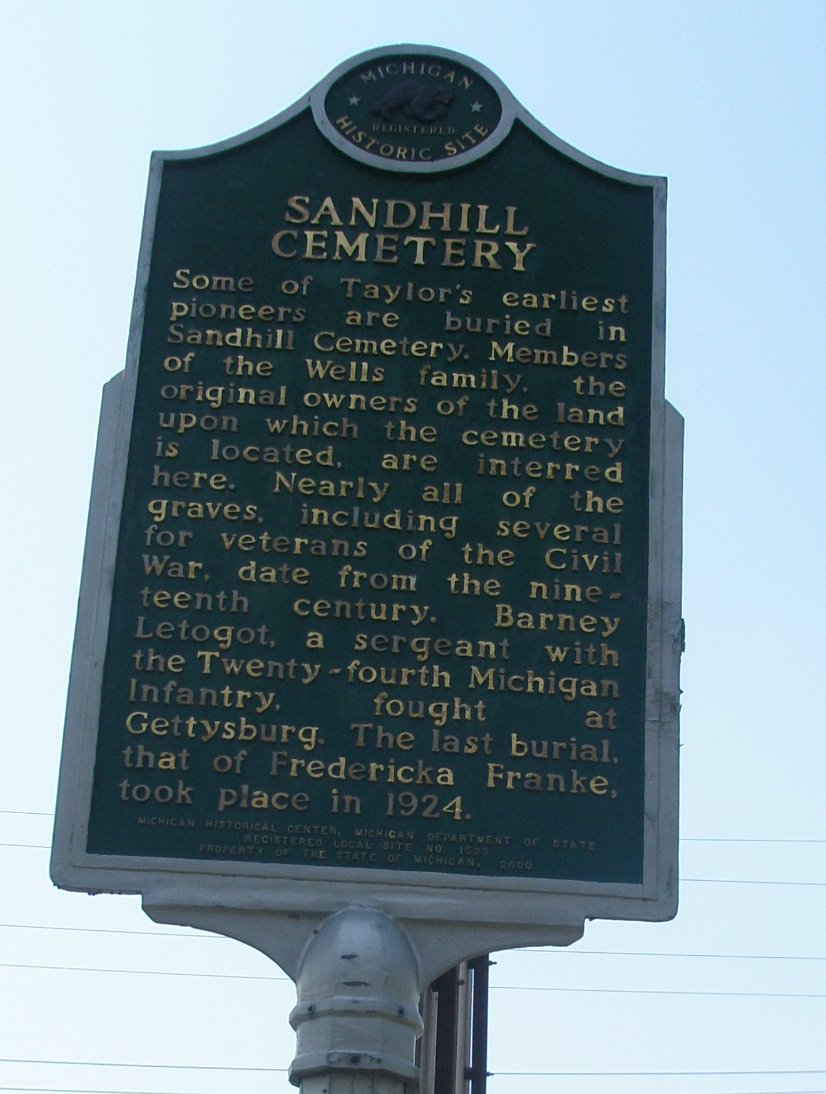 MICHIGAN
REGISTERED
HISTORIC SITE
SANDHILL
CEMETERY
Some of Taylor's earliest
pioneers are buried in
Sandhill Cemetery. Members
of the Wells family, the
original owners of the land
upon which the cemetery
is located, are interred
here. Nearly all of the
graves, including several
for veterans of the Civil
War, date from the nine-
teenth century. Barney
Letogot, a sergeant with
the Twenty-fourth Michigan
Infantry, fought at
Gettysburg. The last burial,
that of Fredericka Franke,
took place in 1924.
MICHIGAN HISTORICAL CENTER, MICHIGAN DEPARTMENT OF STATE
REGISTERED LOCAL SITE NO. 1533
PROPERTY OF THE STATE OF MICHIGAN, 2000